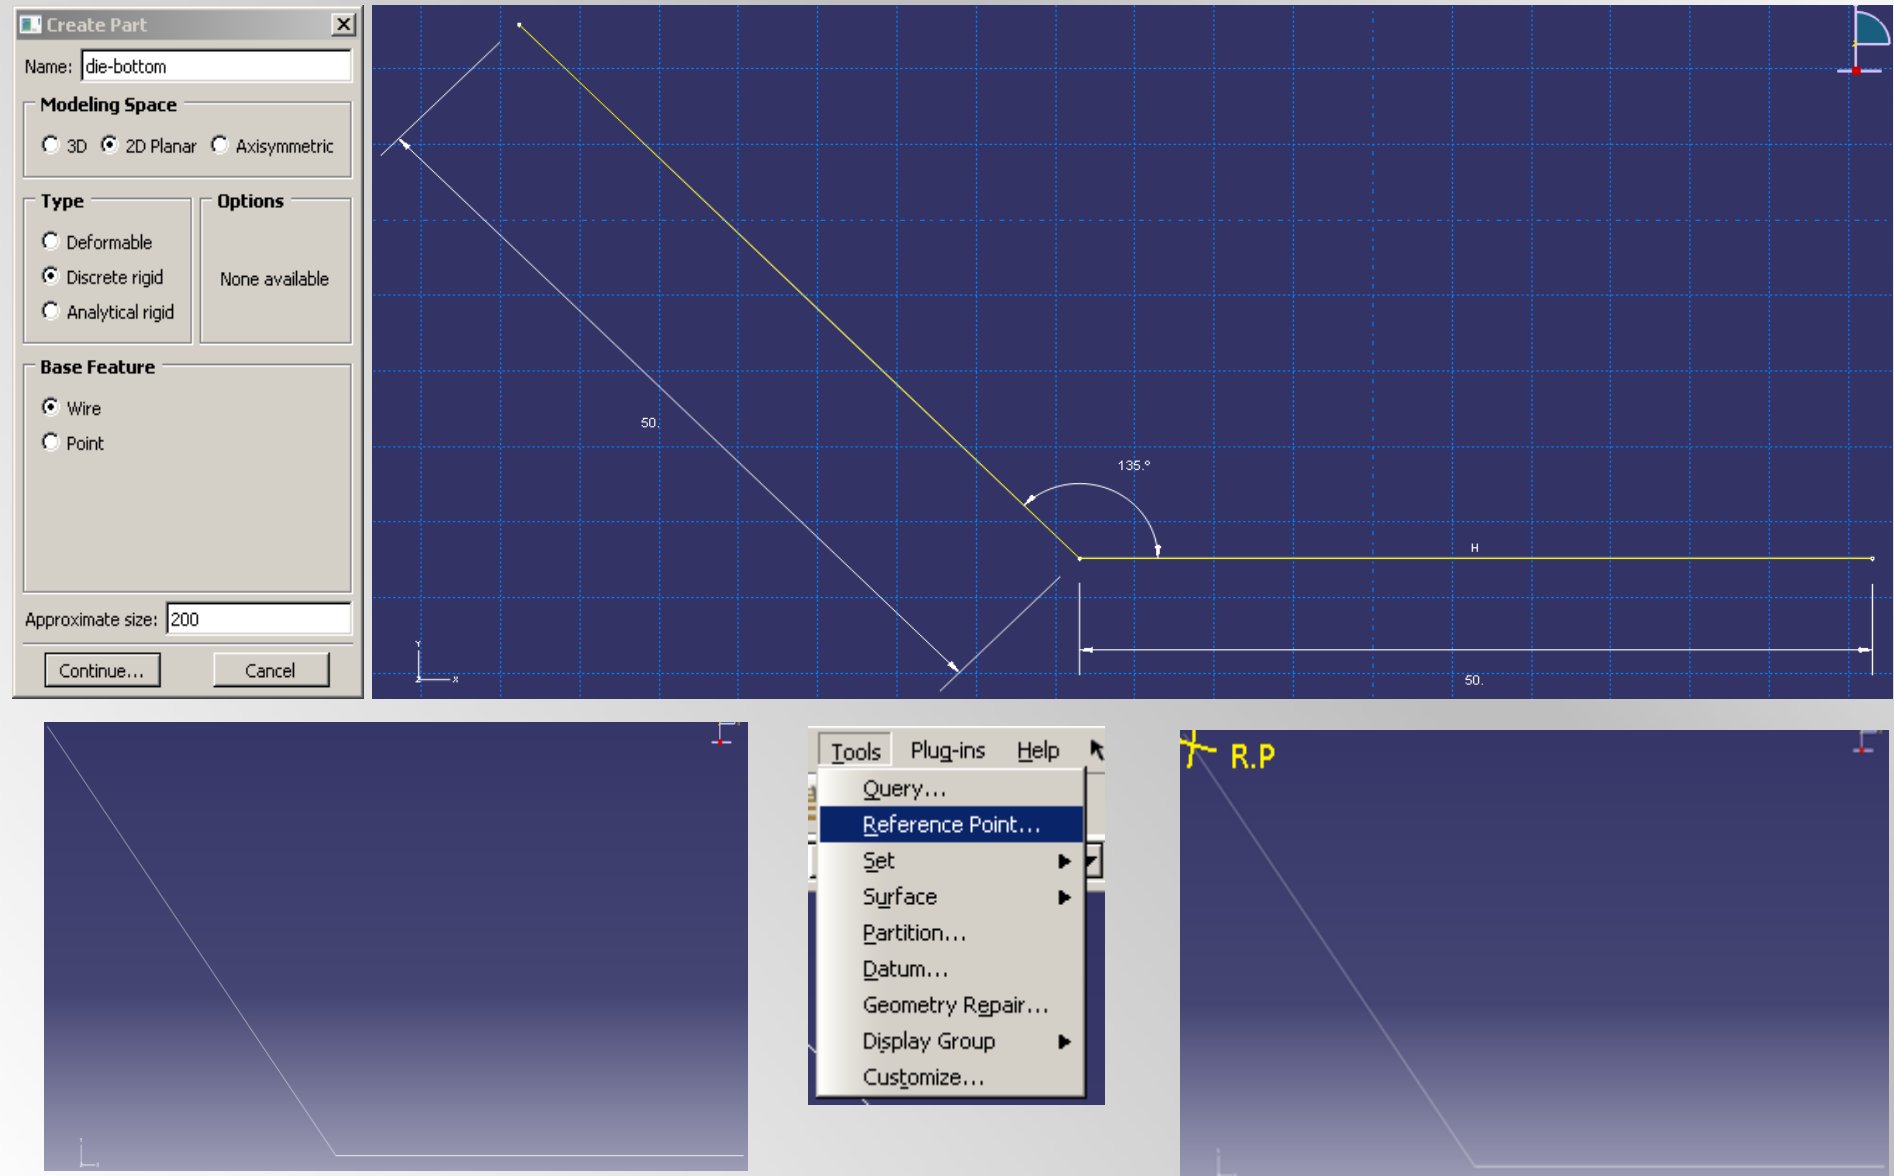 Create Part
Name: die-bottom
Modeling Space
3D 2D Planar Axisymmetric
Type
Options
Deformable
Discrete rigid
None available
Analytical rigid
Base Feature
Wire
Point
Approximate size: 200
Continue... Cancel
50.
135.º
H
50.
Y
Z X
Tools Plug-ins Help
Query...
Reference Point...
Set
Surface
Partition...
Datum...
Geometry Repair...
Display Group
Customize...
R.P